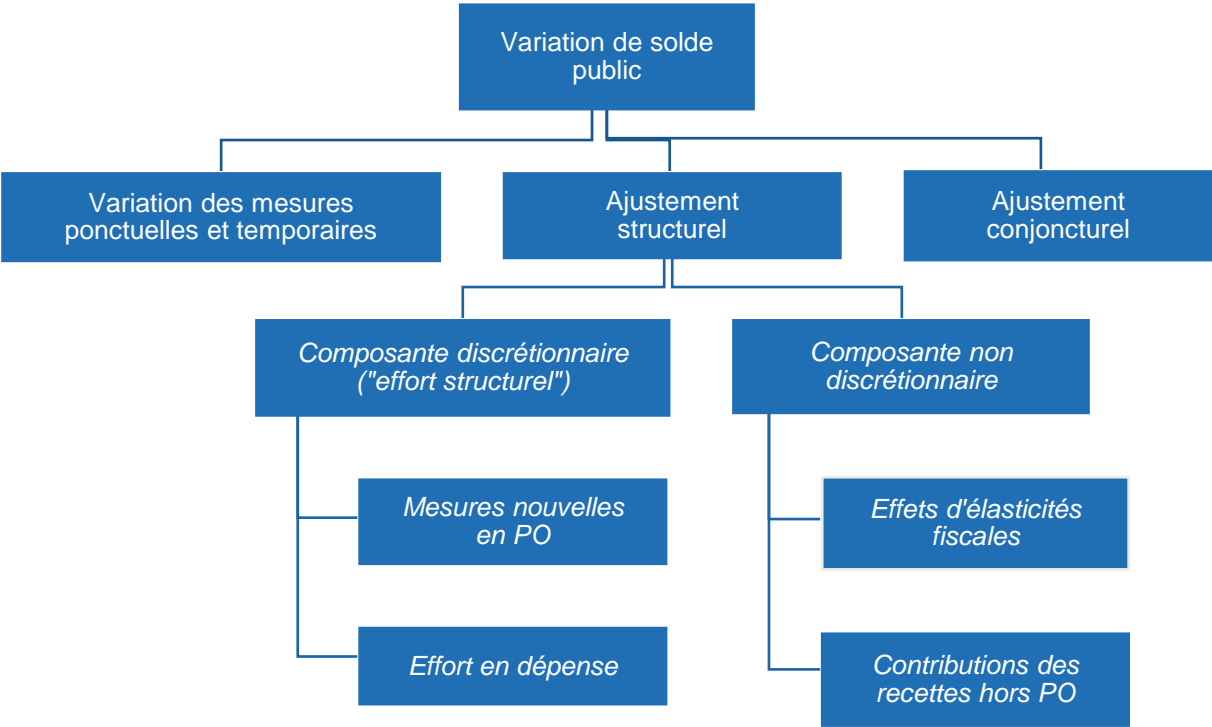 Variation de solde
public
Variation des mesures
ponctuelles et temporaires
Ajustement
structurel
Ajustement
conjoncturel
Composante discrétionnaire
("effort structurel")
Composante non
discrétionnaire
Mesures nouvelles
en PO
Effets d'élasticités
fiscales
Effort en dépense
Contributions des
recettes hors PO